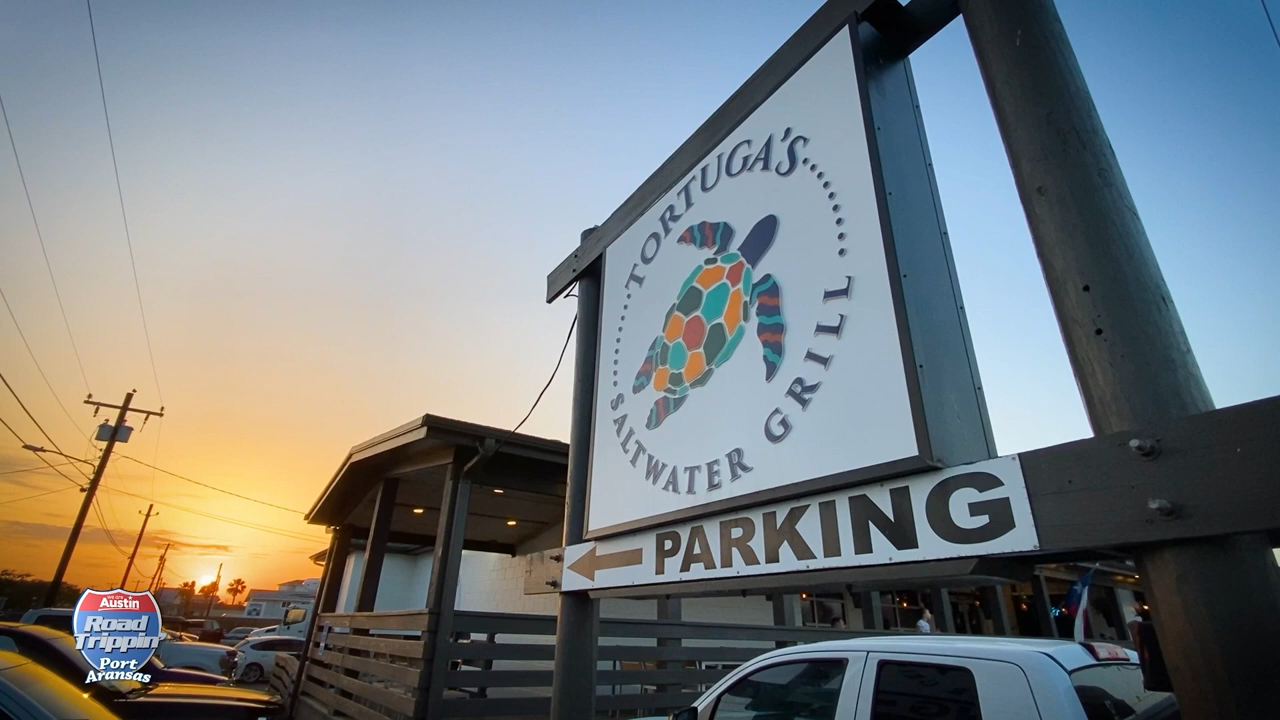 TORTUGA'S
SALTWATER GRILL
PARKING
Austin
Road
Trippin
Port
Aransas